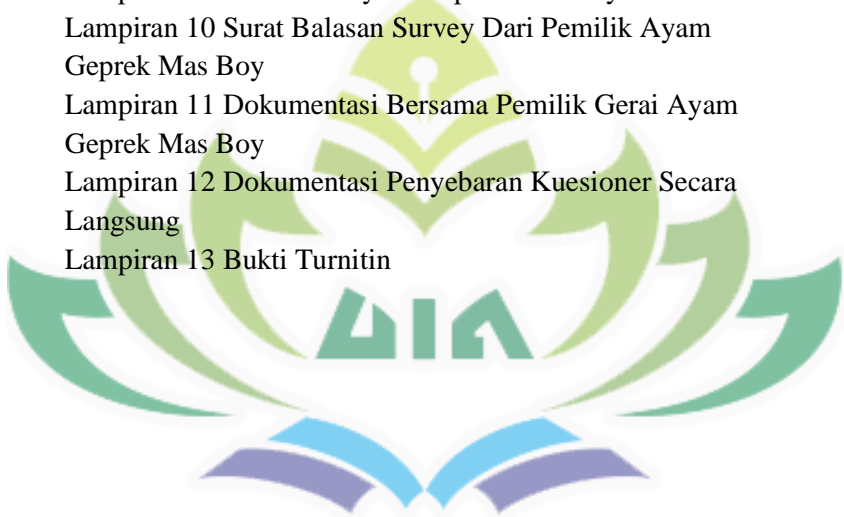 Lampiran 10 Surat Balasan Survey Dari Pemilik Ayam
Geprek Mas Boy
Lampiran 11 Dokumentasi Bersama Pemilik Gerai Ayam
Geprek Mas Boy
Lampiran 12 Dokumentasi Penyebaran Kuesioner Secara
Langsung
Lampiran 13 Bukti Turnitin
UIN